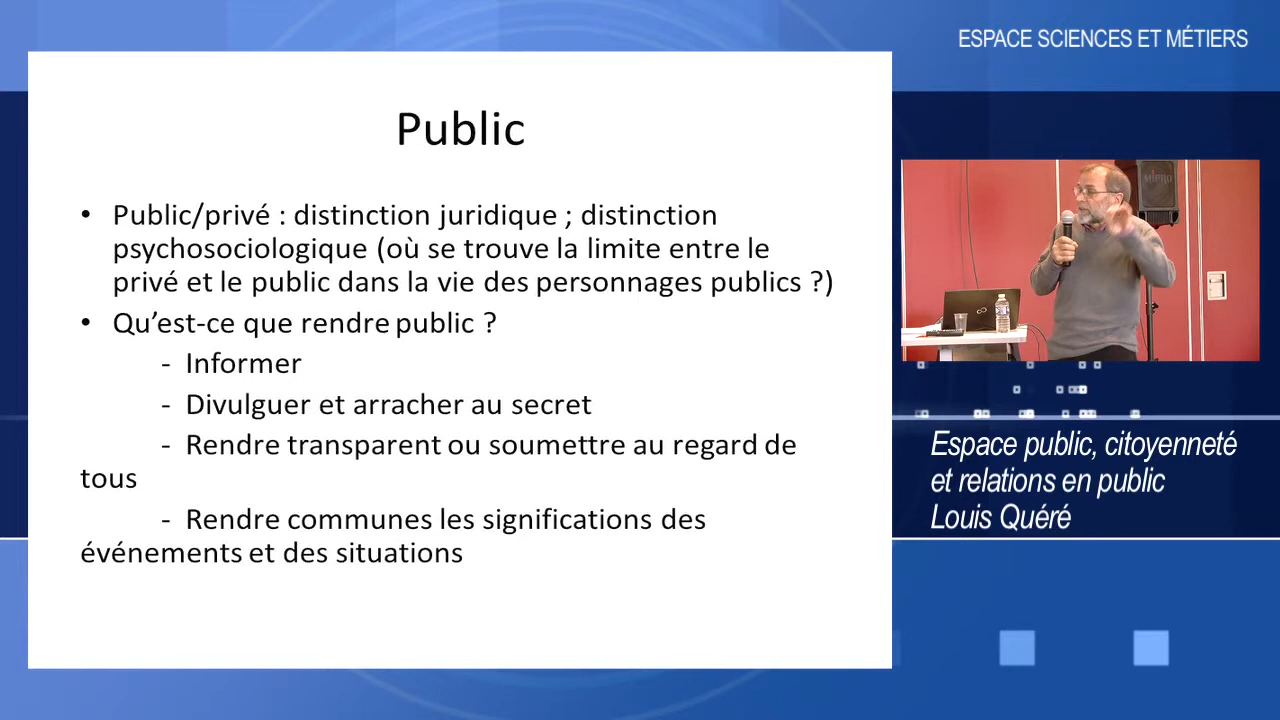 ESPACE SCIENCES ET MÉTIERS
Public
• Public/privé : distinction juridique ; distinction
psychosociologique (où se trouve la limite entre le
privé et le public dans la vie des personnages publics ?)
• Qu’est-ce que rendre public ?
- Informer
- Divulguer et arracher au secret
- Rendre transparent ou soumettre au regard de
tous
- Rendre communes les significations des
événements et des situations
MIPRO
Espace public, citoyenneté
et relations en public
Louis Quéré